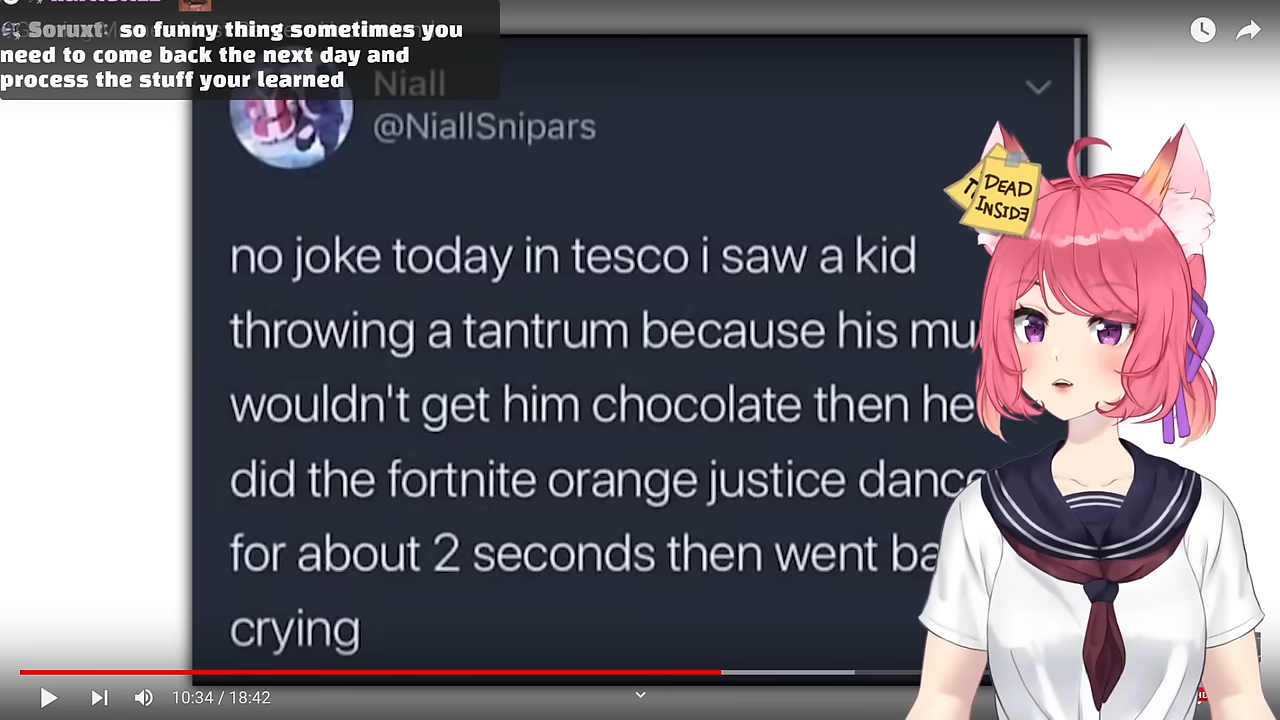 Soruxt: so funny thing sometimes you
need to come back the next day and
process the stuff your learned
Niall
@NiallSnipars
DEAD
INSIDE
no joke today in tesco i saw a kid
throwing a tantrum because his mu
wouldn't get him chocolate then he
did the fortnite orange justice dance
for about 2 seconds then went ba
crying
10:34 / 18:42